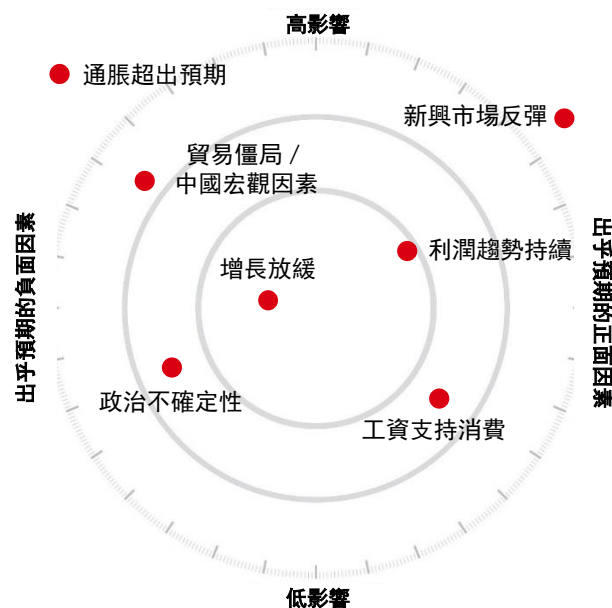 高影響
通脹超出預期
新興市場反彈
貿易僵局 /
中國宏觀因素
出乎預期的負面因素
出乎預期的正面因素
利潤趨勢持續
增長放緩
政治不確定性
工資支持消費
低影響